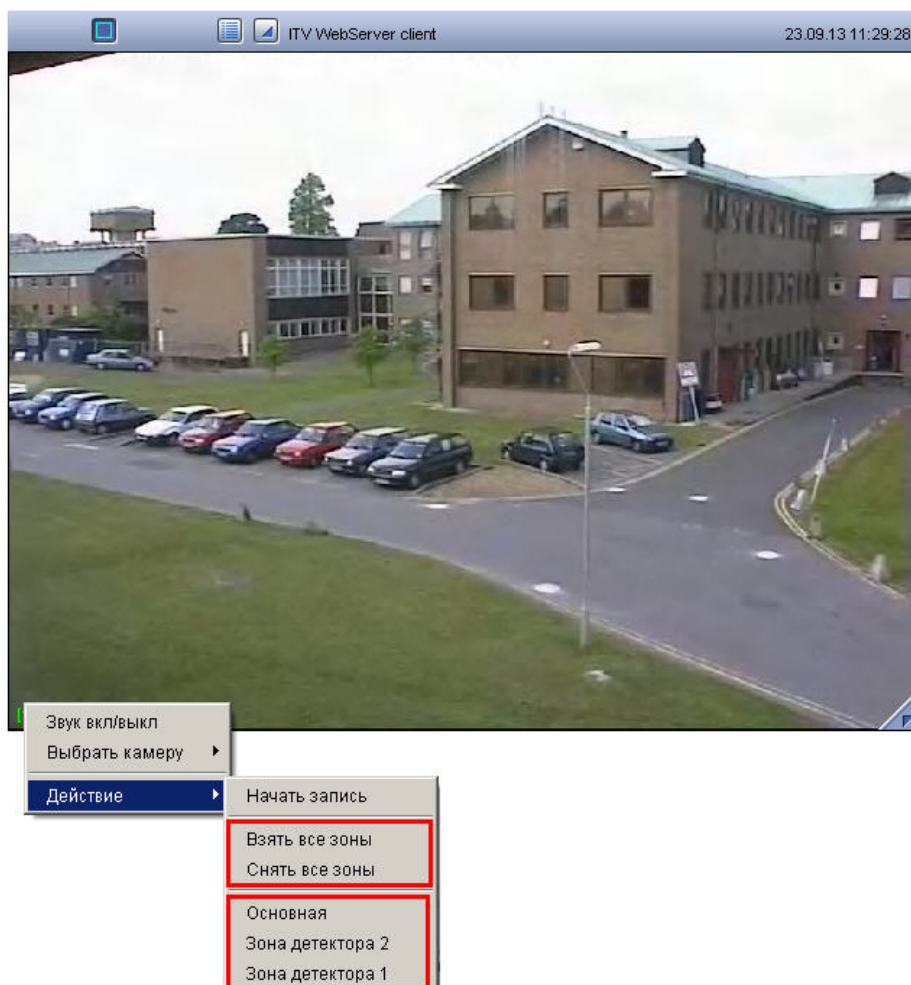 ITV WebServer client
23.09.13 11:29:28
Звук вкл/выкл
Выбрать камеру
Действие
Начать запись
Взять все зоны
Снять все зоны
Основная
Зона детектора 2
Зона детектора 1